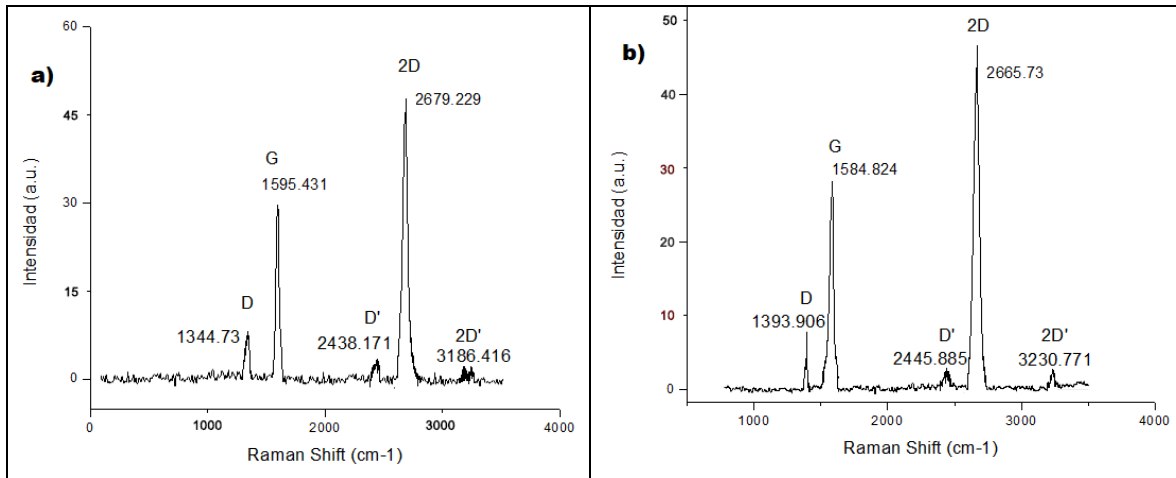 a)
60
45
30
15
0
Intensidad (a.u.)
2D
2679.229
G
1595.431
D
1344.73
D'
2438.171
2D'
3186.416
0
1000
2000
3000
4000
Raman Shift (cm-1)
b)
50
40
30
20
10
0
Intensidad (a.u.)
2D
2665.73
G
1584.824
D
1393.906
D'
2445.885
2D'
3230.771
1000
2000
3000
4000
Raman Shift (cm-1)